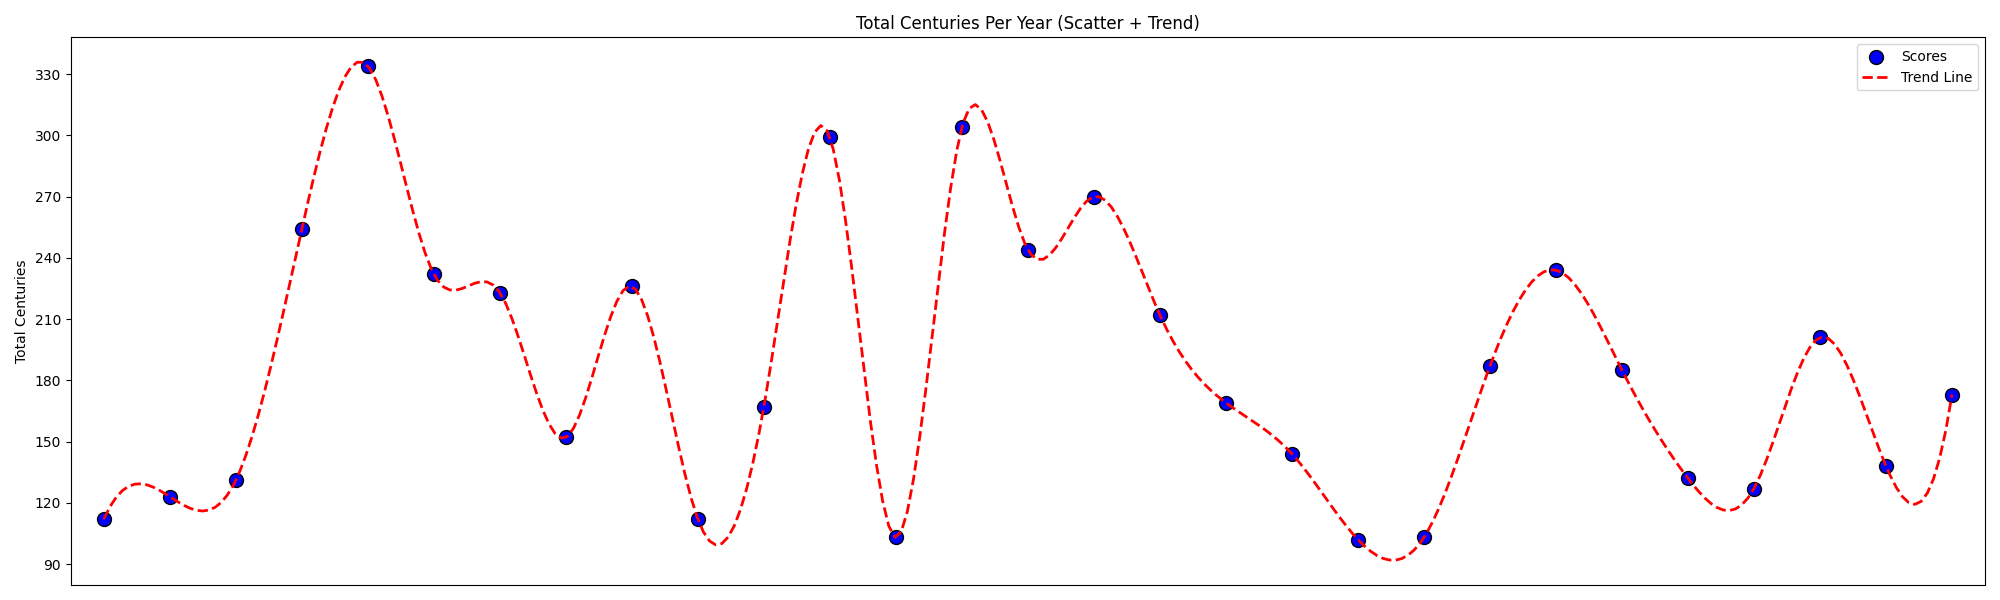 Total Centuries Per Year (Scatter + Trend)
Scores
Trend Line
Total Centuries
330
300
270
240
210
180
150
120
90